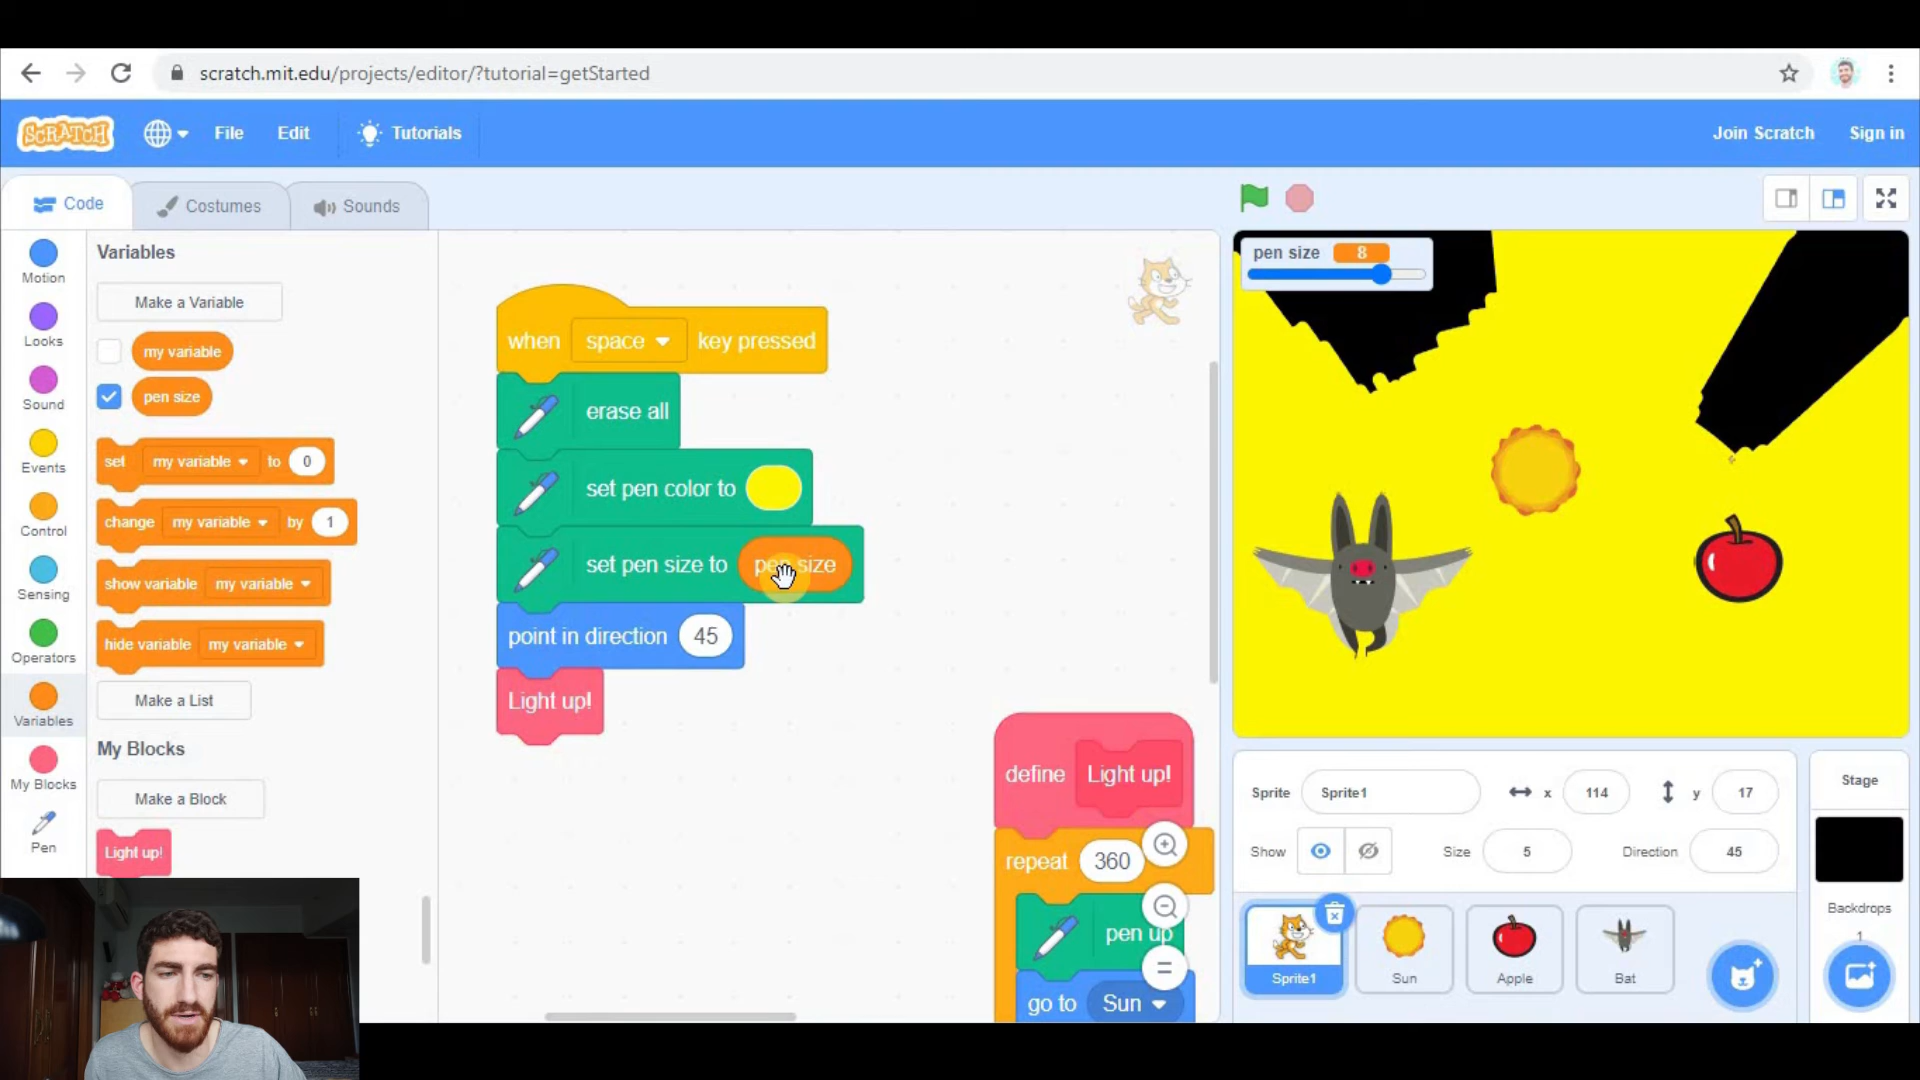 scratch.mit.edu/projects/editor/?tutorial=getStarted
SCRATCH
File
Edit
Tutorials
Join Scratch
Sign in
Code
Costumes
Sounds
Motion
Looks
Sound
Events
Control
Sensing
Operators
Variables
My Blocks
Pen
Variables
Make a Variable
my variable
pen size
set my variable to 0
change my variable by 1
show variable my variable
hide variable my variable
Make a List
My Blocks
Make a Block
Light up!
when space key pressed
erase all
set pen color to
set pen size to pen size
point in direction 45
Light up!
define Light up!
repeat 360
pen up
go to Sun
pen size 8
Sprite Sprite1 x 114 y 17
Show Size 5 Direction 45
Sprite1
Sun
Apple
Bat
Stage
Backdrops
1